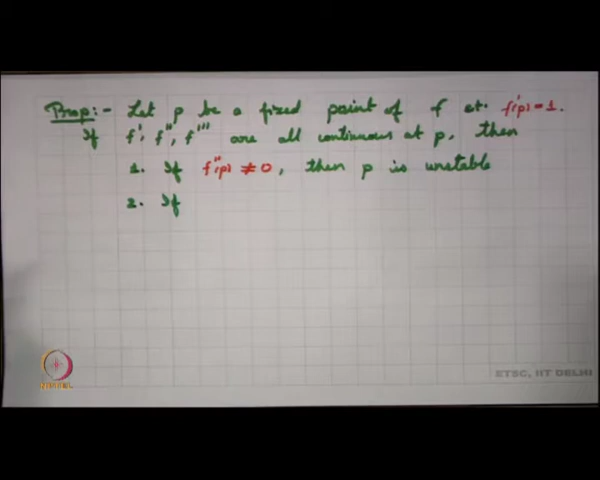 Prop:- Let p be a fixed point of f st. f'(p) = 1.
If f', f'', f''' are all continuous at p, then
1. If f''(p) ≠ 0, then p is unstable
2. If
ETSC, IIT DELHI